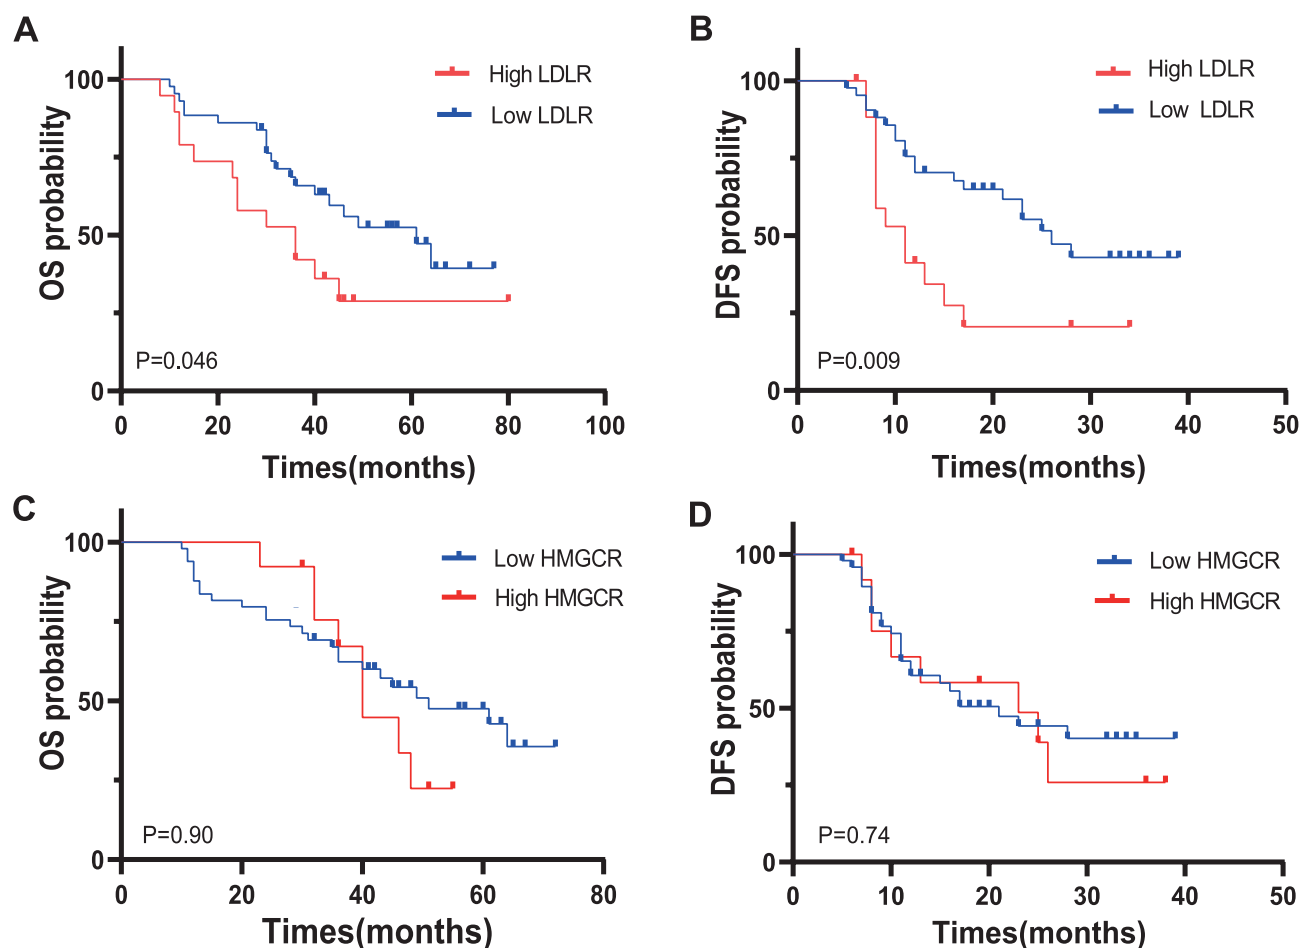 A
High LDLR
Low LDLR
OS probability
100
50
0
P=0.046
0 20 40 60 80 100
Times(months)
B
High LDLR
Low LDLR
DFS probability
100
50
0
P=0.009
0 10 20 30 40 50
Times(months)
C
Low HMGCR
High HMGCR
OS probability
100
50
0
P=0.90
0 20 40 60 80
Times(months)
D
Low HMGCR
High HMGCR
DFS probability
100
50
0
P=0.74
0 10 20 30 40 50
Times(months)